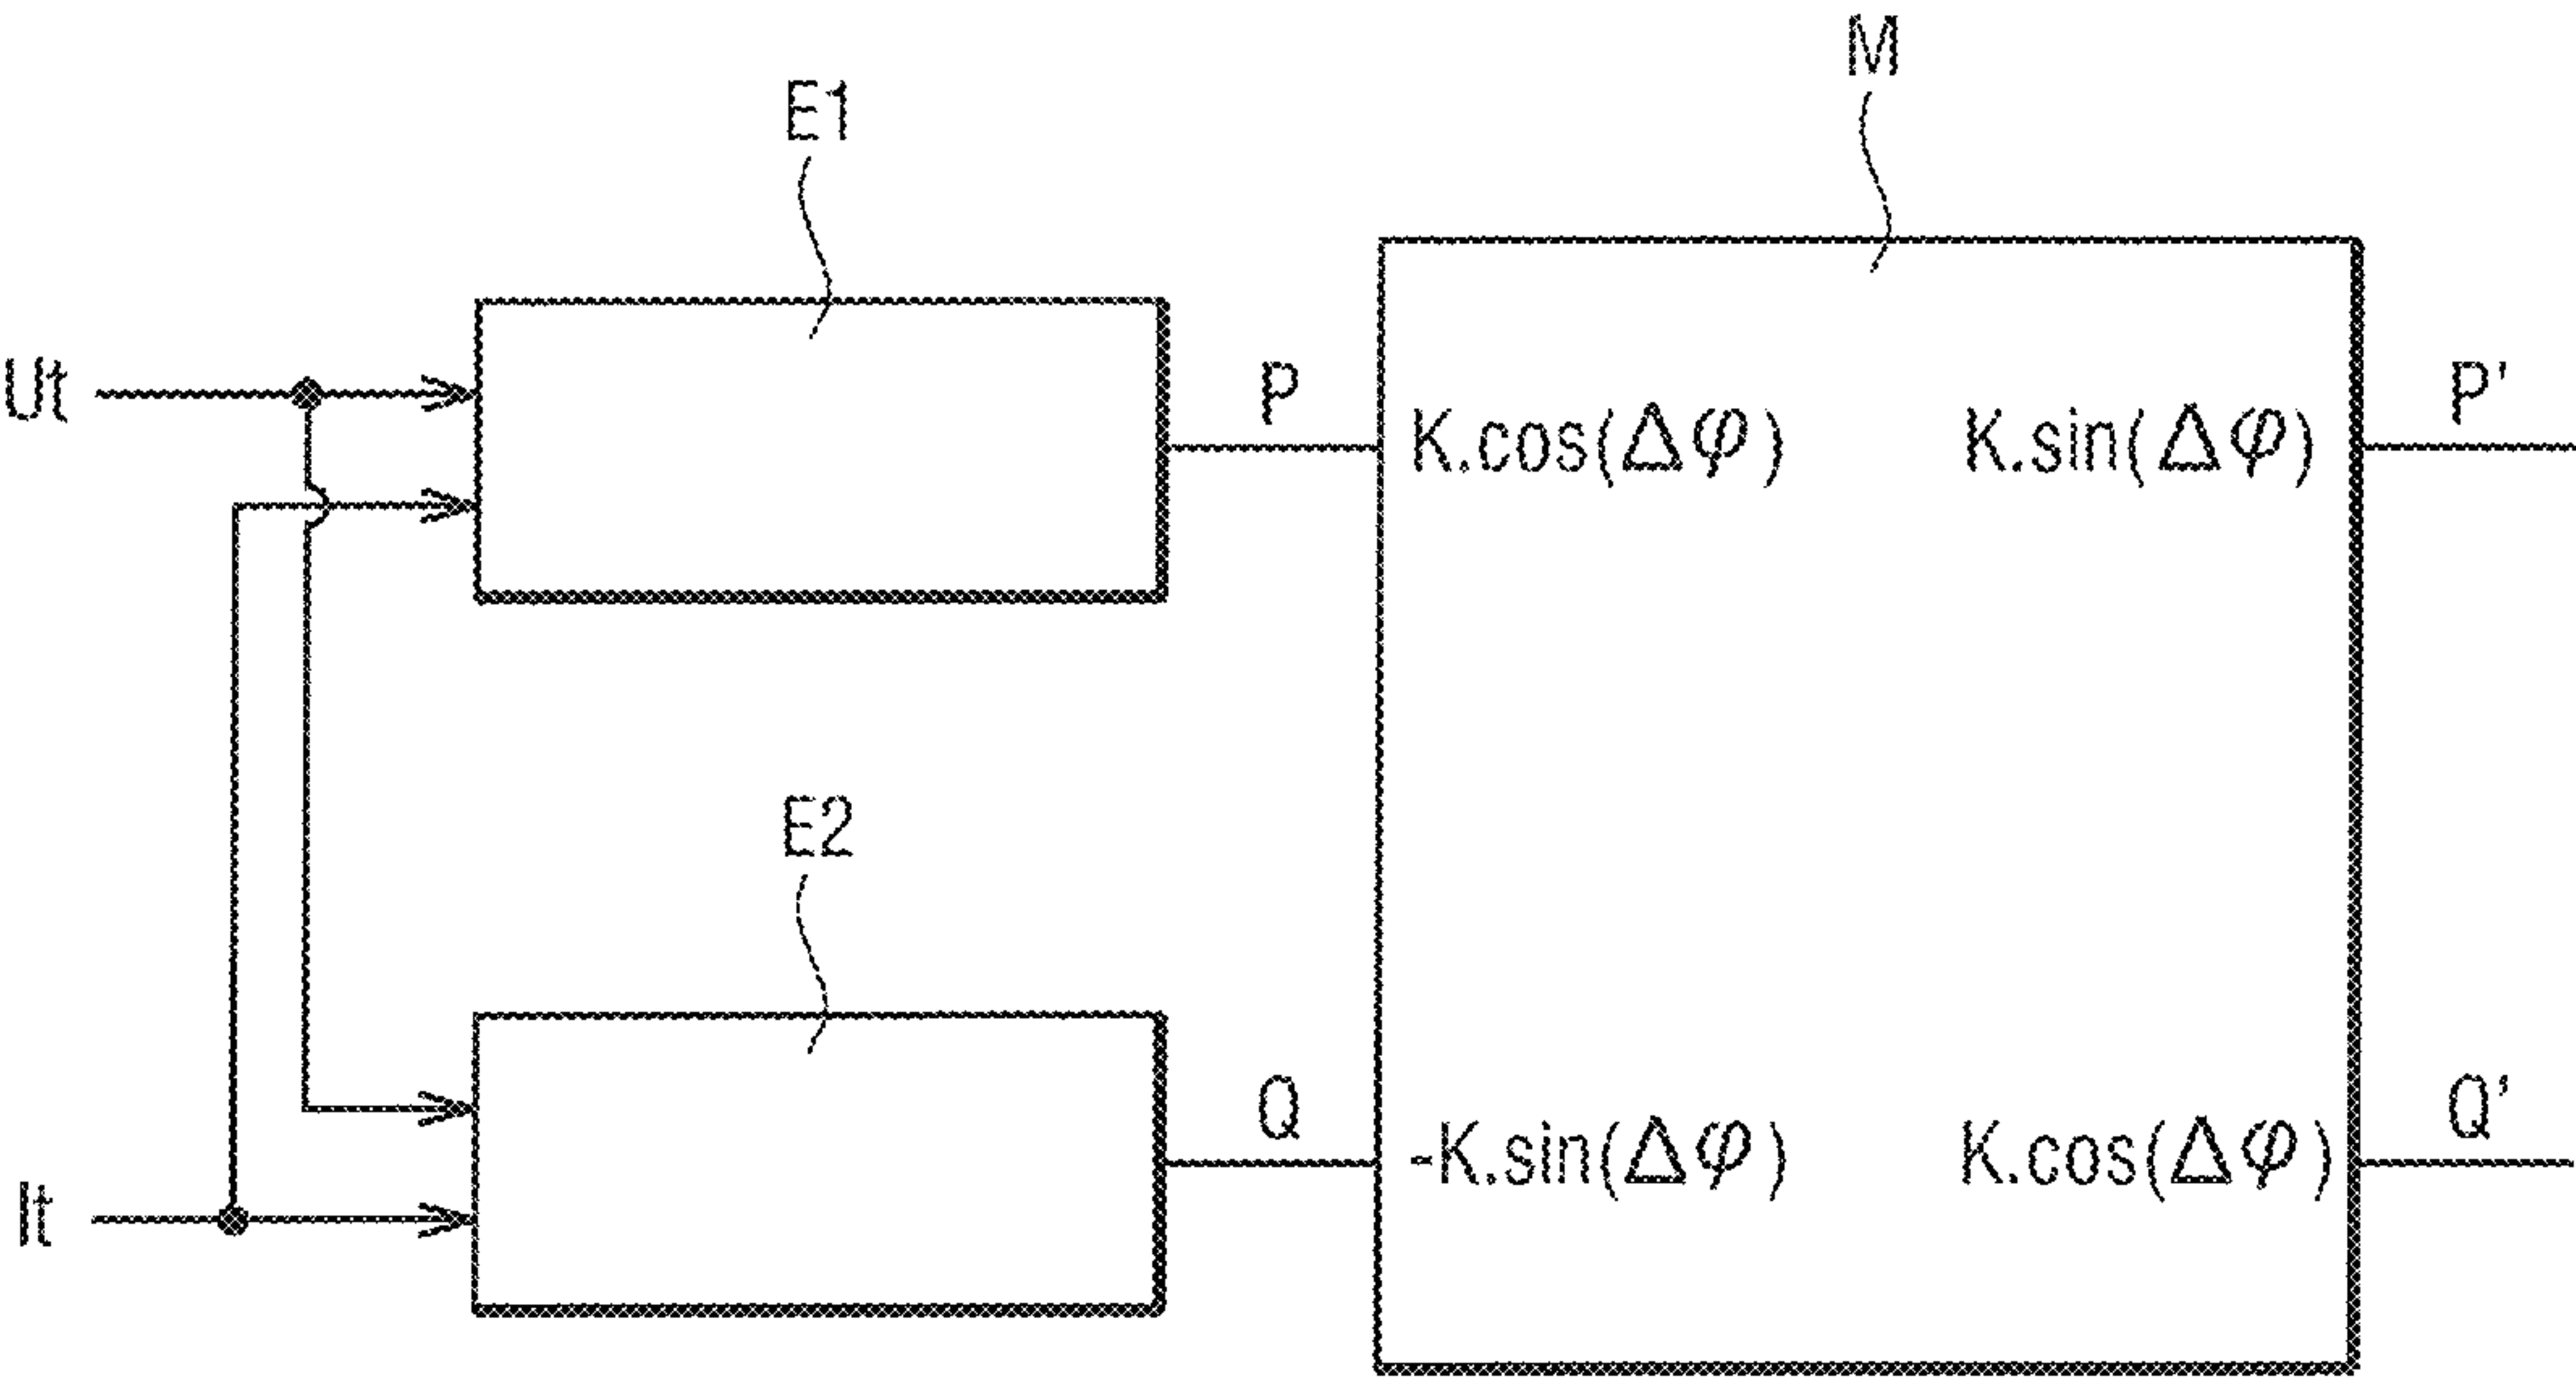 M
E1
Ut
P
P'
K.cos(Δφ) K.sin(Δφ)
E2
Q
Q'
-K.sin(Δφ) K.cos(Δφ)
It